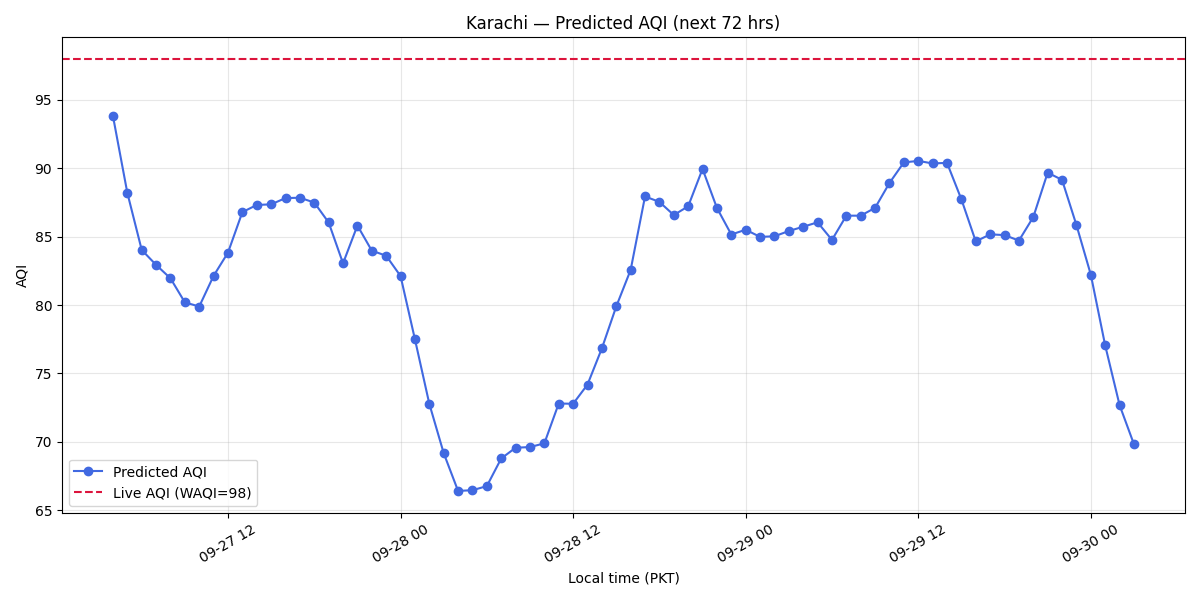 Karachi — Predicted AQI (next 72 hrs)
AQI
95
90
85
80
75
70
65
Predicted AQI
Live AQI (WAQI=98)
09-27 12
09-28 00
09-28 12
09-29 00
09-29 12
09-30 00
Local time (PKT)